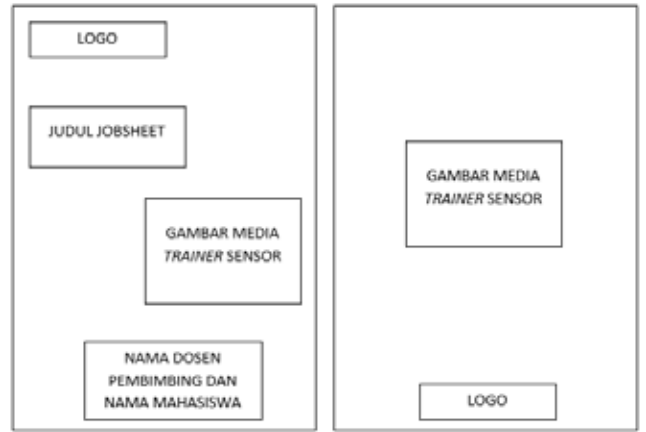 LOGO
JUDUL JOBSHEET
GAMBAR MEDIA
TRAINER SENSOR
NAMA DOSEN
PEMBIMBING DAN
NAMA MAHASISWA
GAMBAR MEDIA
TRAINER SENSOR
LOGO